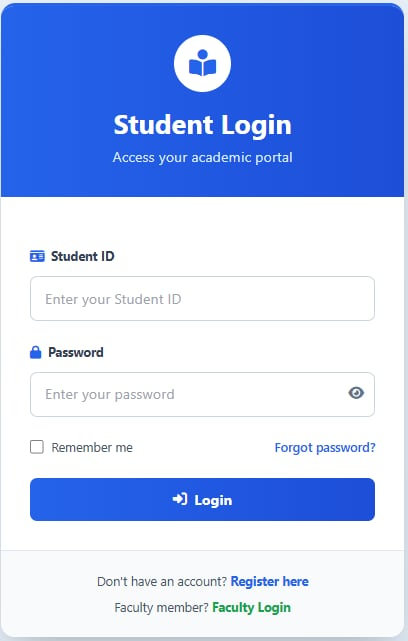 Student Login
Access your academic portal
Student ID
Enter your Student ID
Password
Enter your password
Remember me
Forgot password?
Login
Don't have an account? Register here
Faculty member? Faculty Login